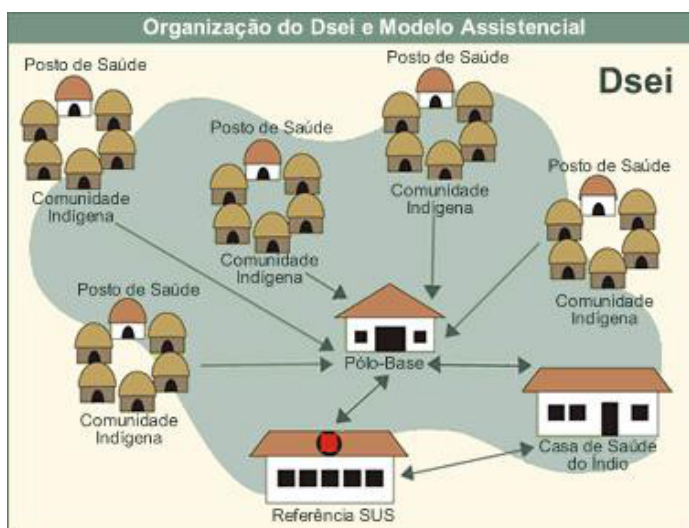 Organização do Dsei e Modelo Assistencial
Dsei
Posto de Saúde
Comunidade
Indígena
Posto de Saúde
Comunidade
Indígena
Posto de Saúde
Comunidade
Indígena
Posto de Saúde
Comunidade
Indígena
Posto de Saúde
Comunidade
Indígena
Pólo-Base
Casa de Saúde
do Índio
Referência SUS